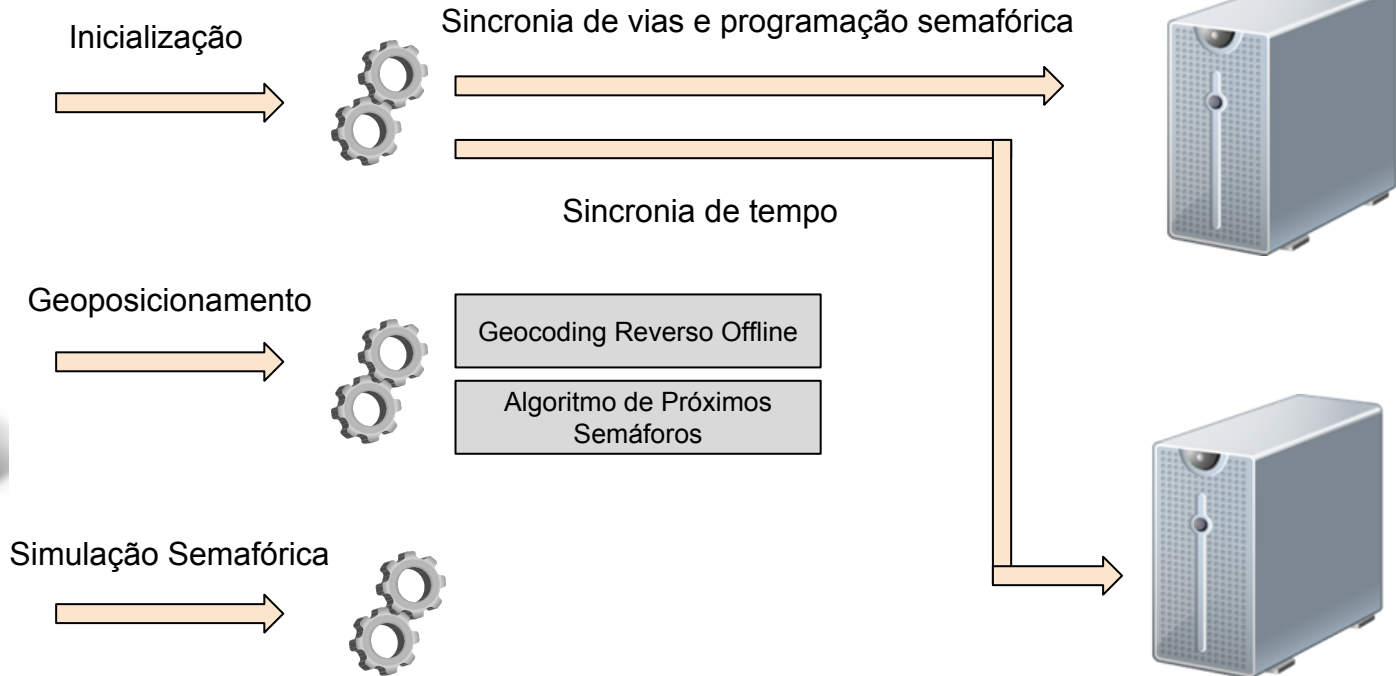 Inicialização
Sincronia de vias e programação semafórica
Sincronia de tempo
Geoposicionamento
Geocoding Reverso Offline
Algoritmo de Próximos
Semáforos
Simulação Semafórica